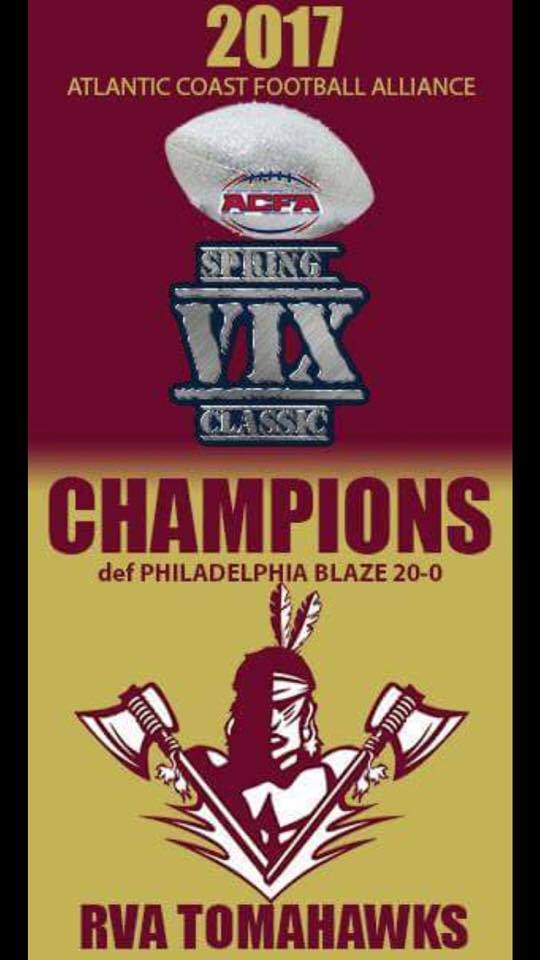 2017
ATLANTIC COAST FOOTBALL ALLIANCE
ACFA
SPRING
VIX
CLASSIC
CHAMPIONS
def PHILADELPHIA BLAZE 20-0
RVA TOMAHAWKS